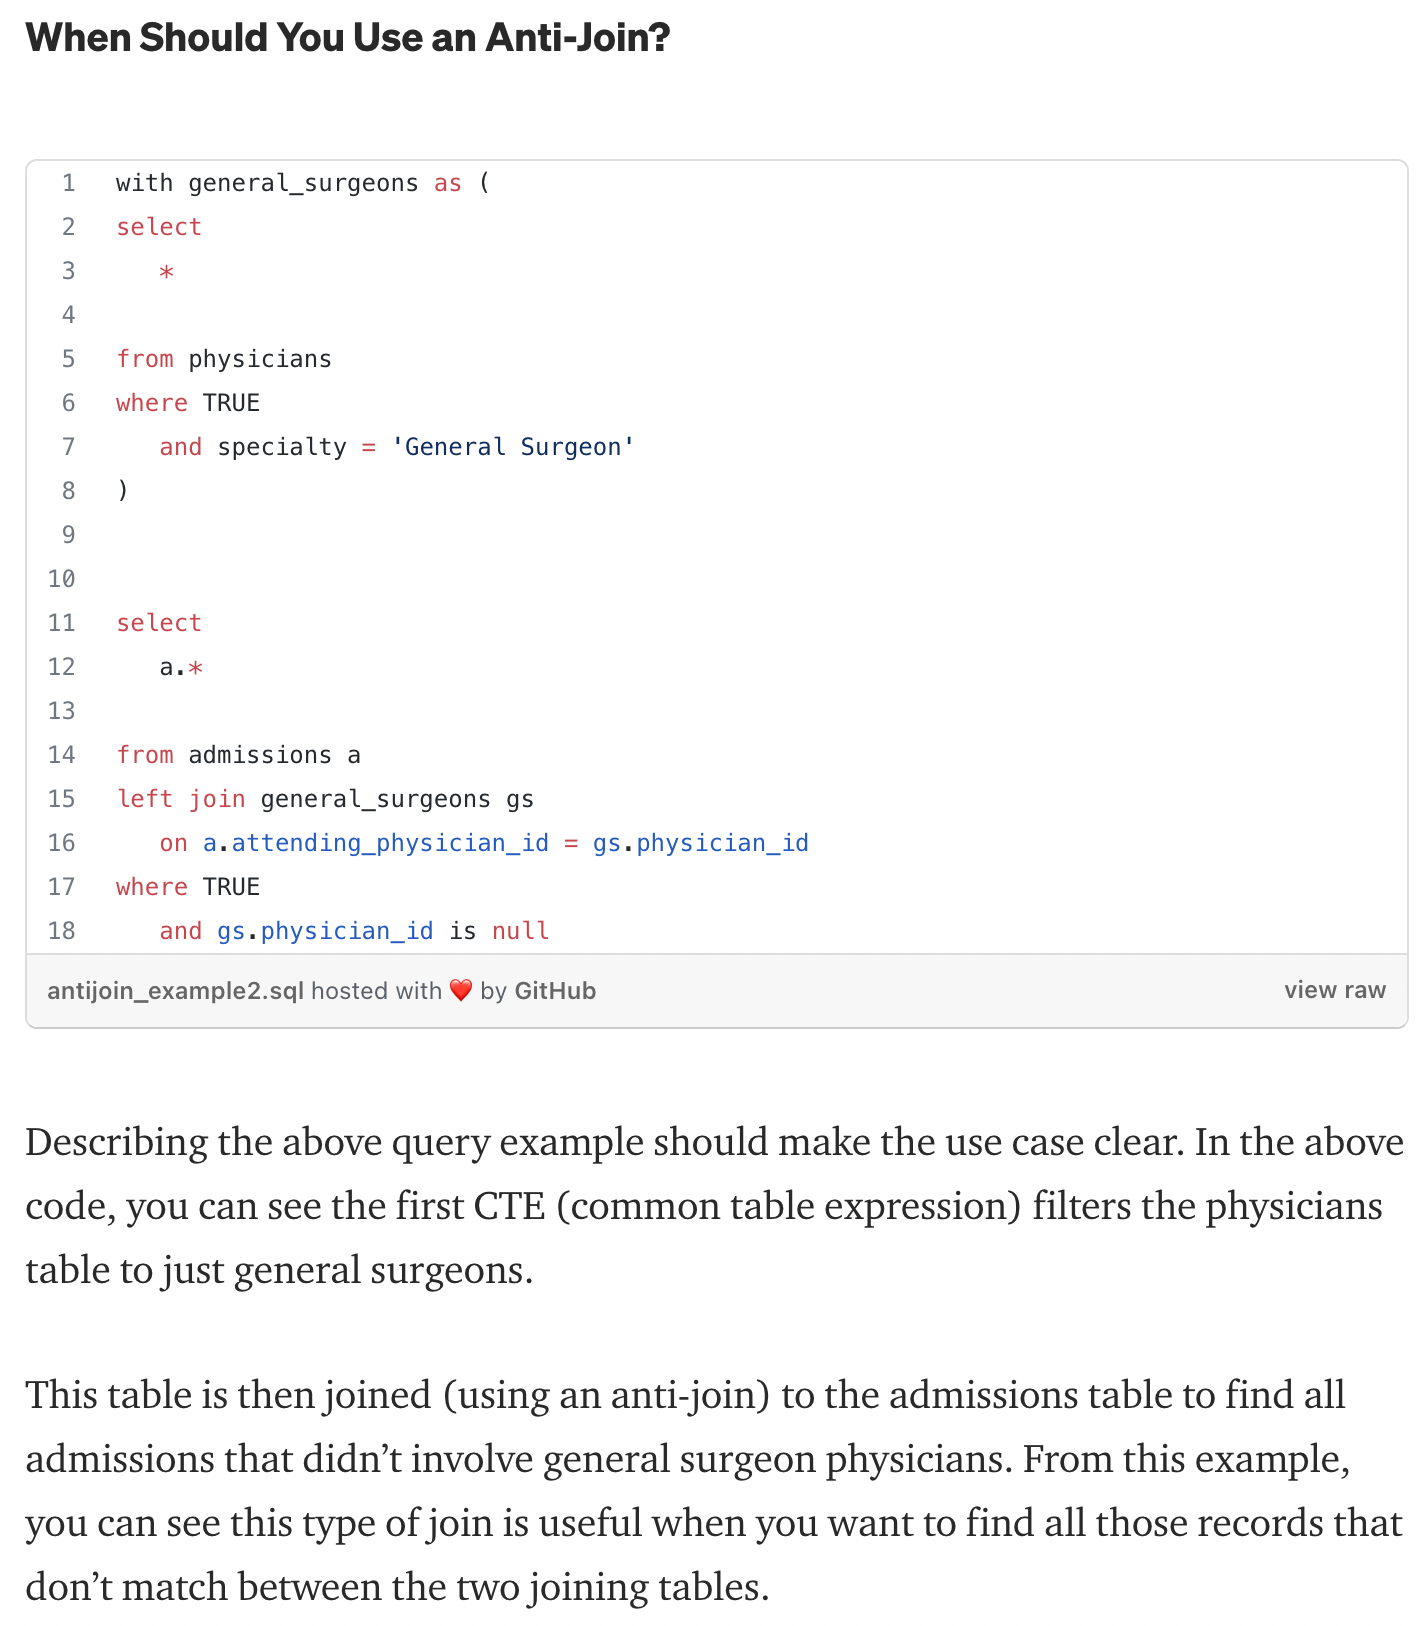 When Should You Use an Anti-Join?
1 with general_surgeons as (
2 select
3    *
4
5 from physicians
6 where TRUE
7    and specialty = 'General Surgeon'
8 )
9
10
11 select
12    a.*
13
14 from admissions a
15 left join general_surgeons gs
16    on a.attending_physician_id = gs.physician_id
17 where TRUE
18    and gs.physician_id is null
antijoin_example2.sql hosted with ❤ by GitHub view raw
Describing the above query example should make the use case clear. In the above
code, you can see the first CTE (common table expression) filters the physicians
table to just general surgeons.
This table is then joined (using an anti-join) to the admissions table to find all
admissions that didn’t involve general surgeon physicians. From this example,
you can see this type of join is useful when you want to find all those records that
don’t match between the two joining tables.